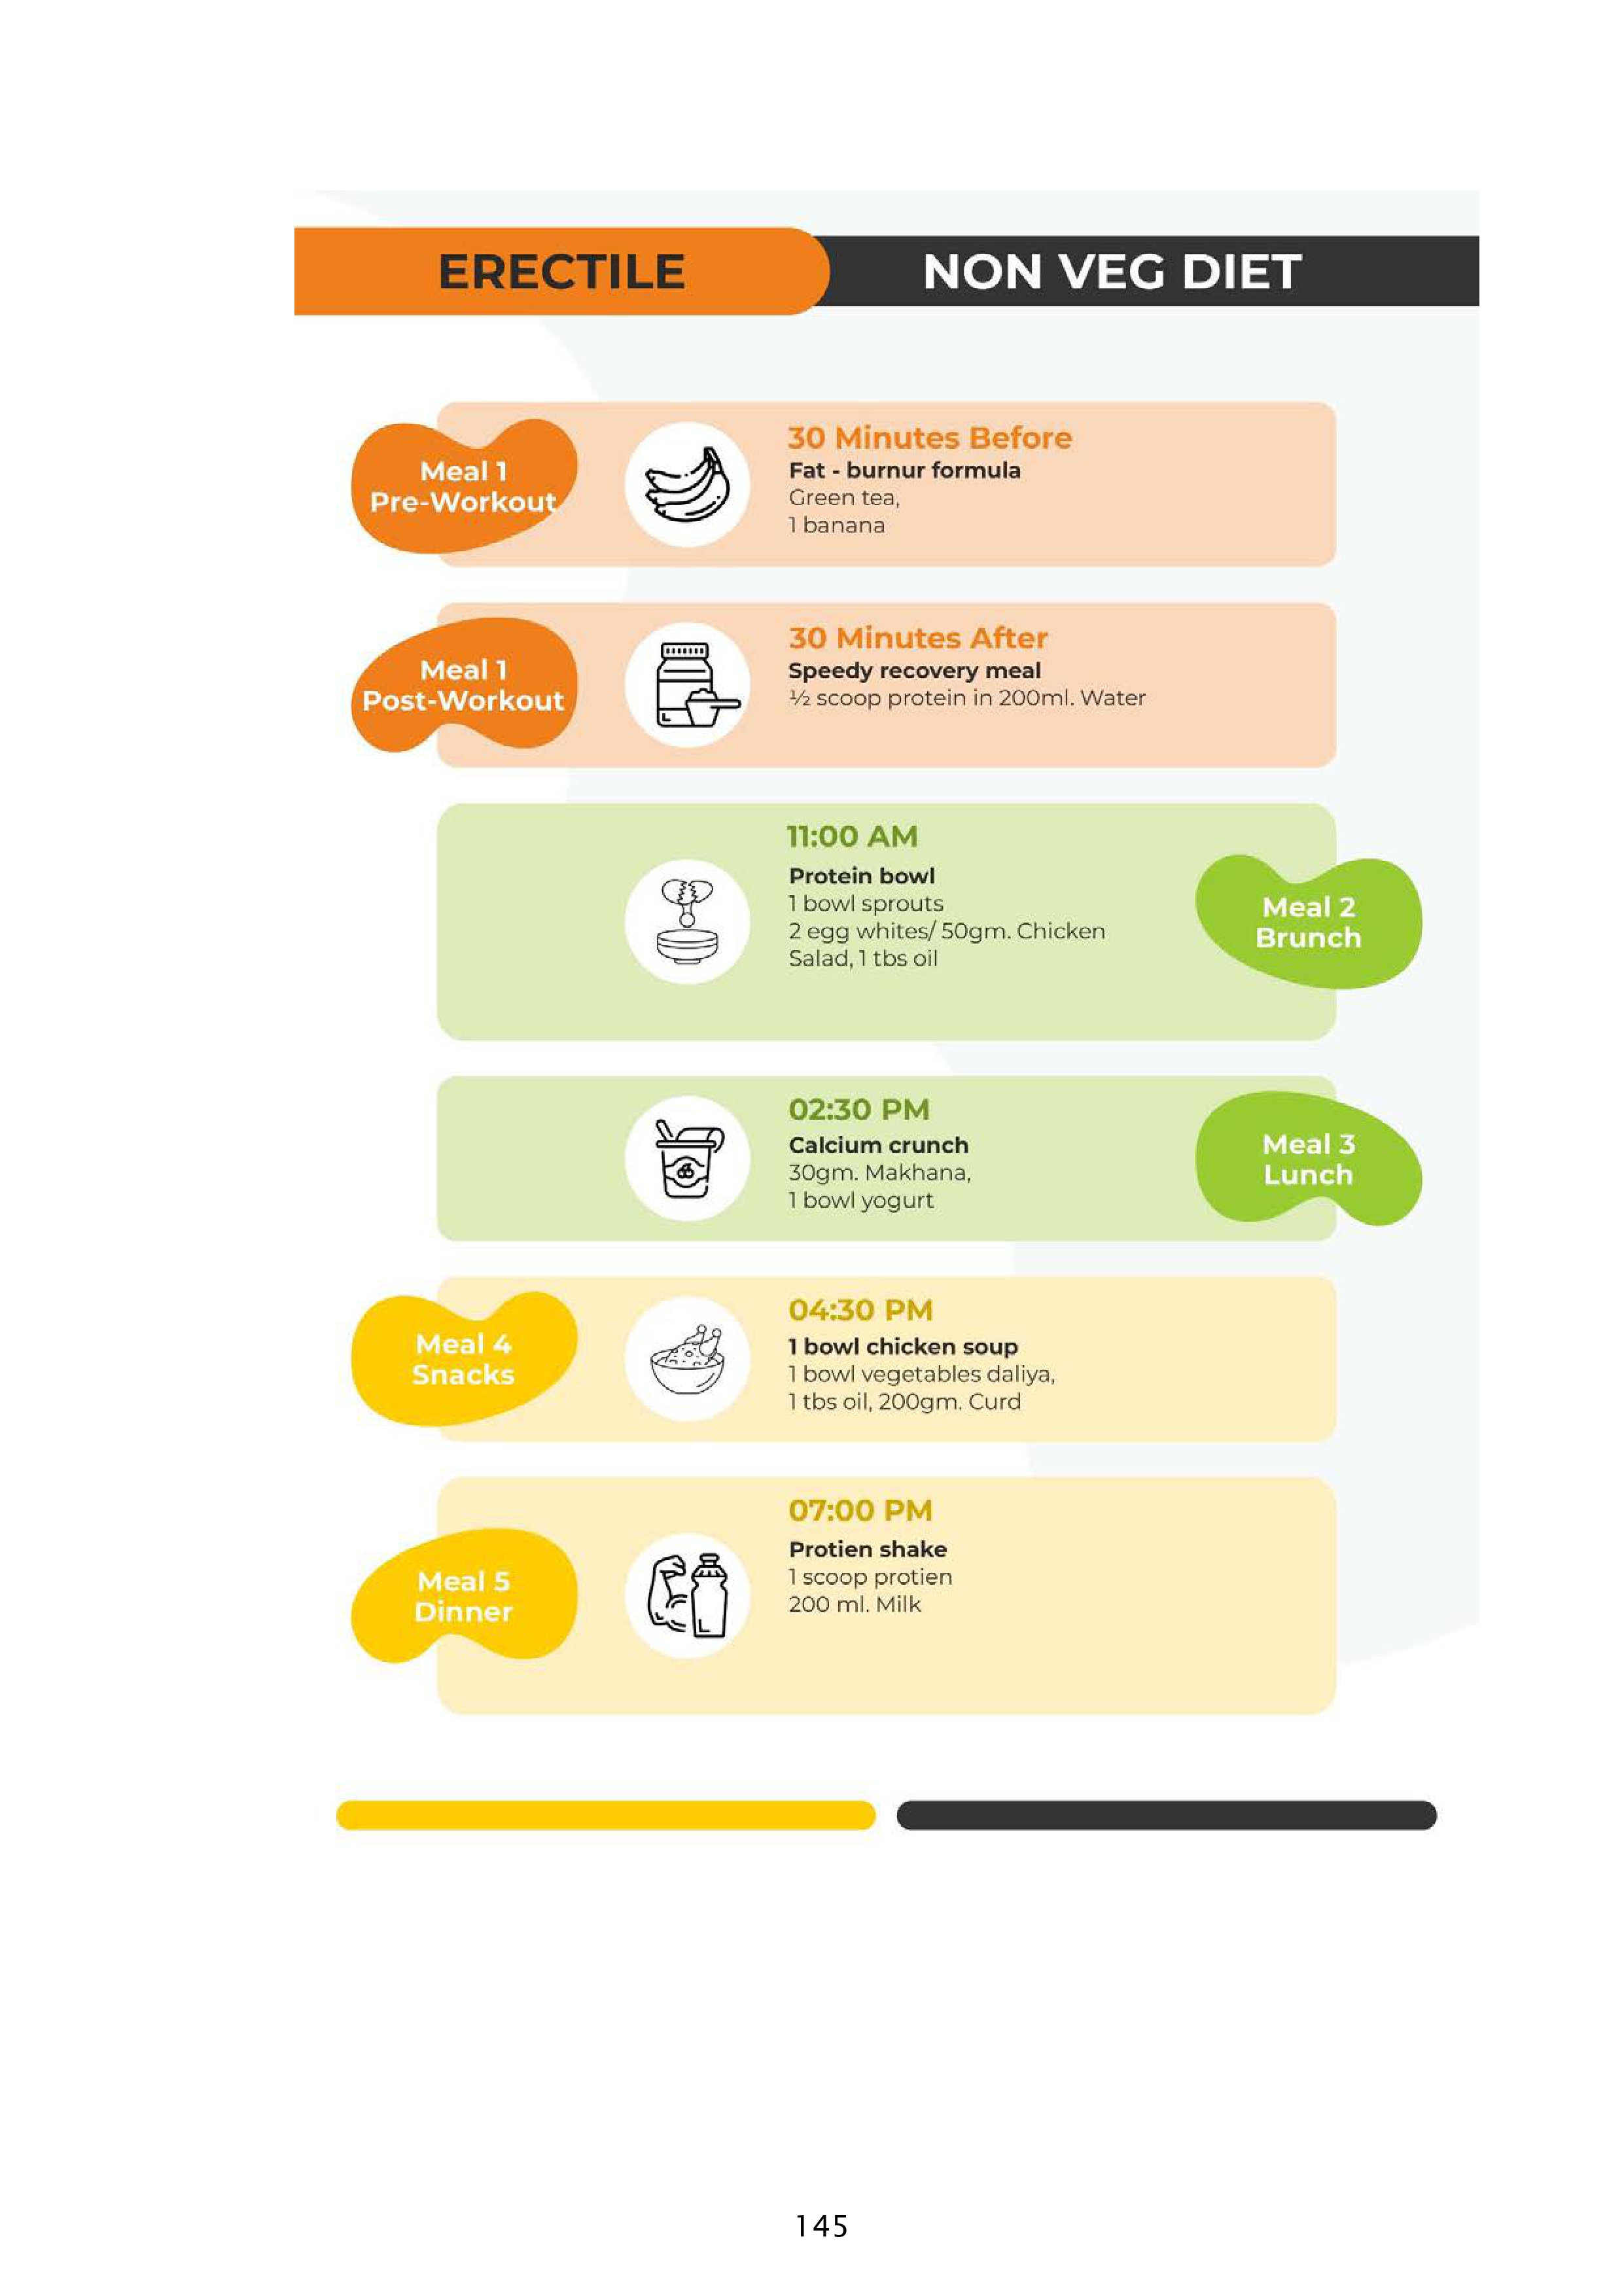 ERECTILE
NON VEG DIET
Meal 1
Pre-Workout
30 Minutes Before
Fat - burnur formula
Green tea,
1 banana
Meal 1
Post-Workout
30 Minutes After
Speedy recovery meal
½ scoop protein in 200ml. Water
11:00 AM
Protein bowl
1 bowl sprouts
2 egg whites/ 50gm. Chicken
Salad, 1 tbs oil
Meal 2
Brunch
02:30 PM
Calcium crunch
30gm. Makhana,
1 bowl yogurt
Meal 3
Lunch
Meal 4
Snacks
04:30 PM
1 bowl chicken soup
1 bowl vegetables daliya,
1 tbs oil, 200gm. Curd
Meal 5
Dinner
07:00 PM
Protien shake
1 scoop protien
200 ml. Milk
145